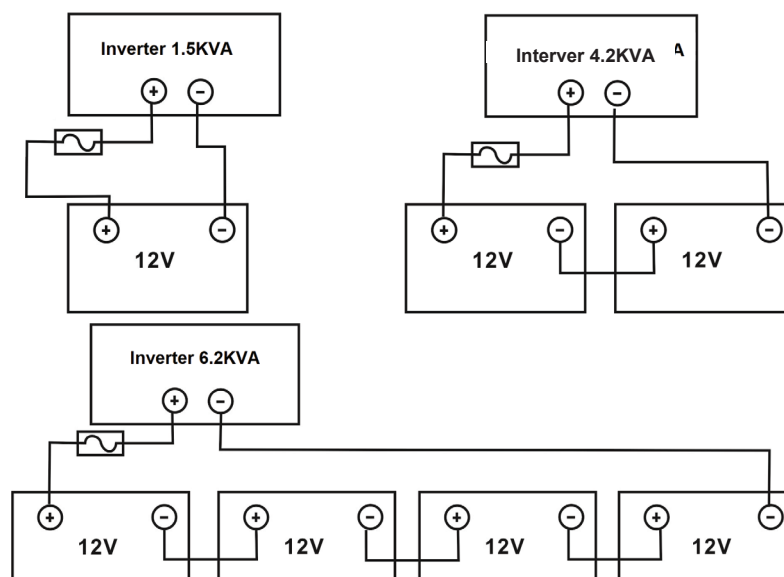 Inverter 1.5KVA
+ −
+ −
12V
Interver 4.2KVA A
+ −
+ −
12V
+ −
12V
Inverter 6.2KVA
+ −
+ −
12V
+ −
12V
+ −
12V
+ −
12V